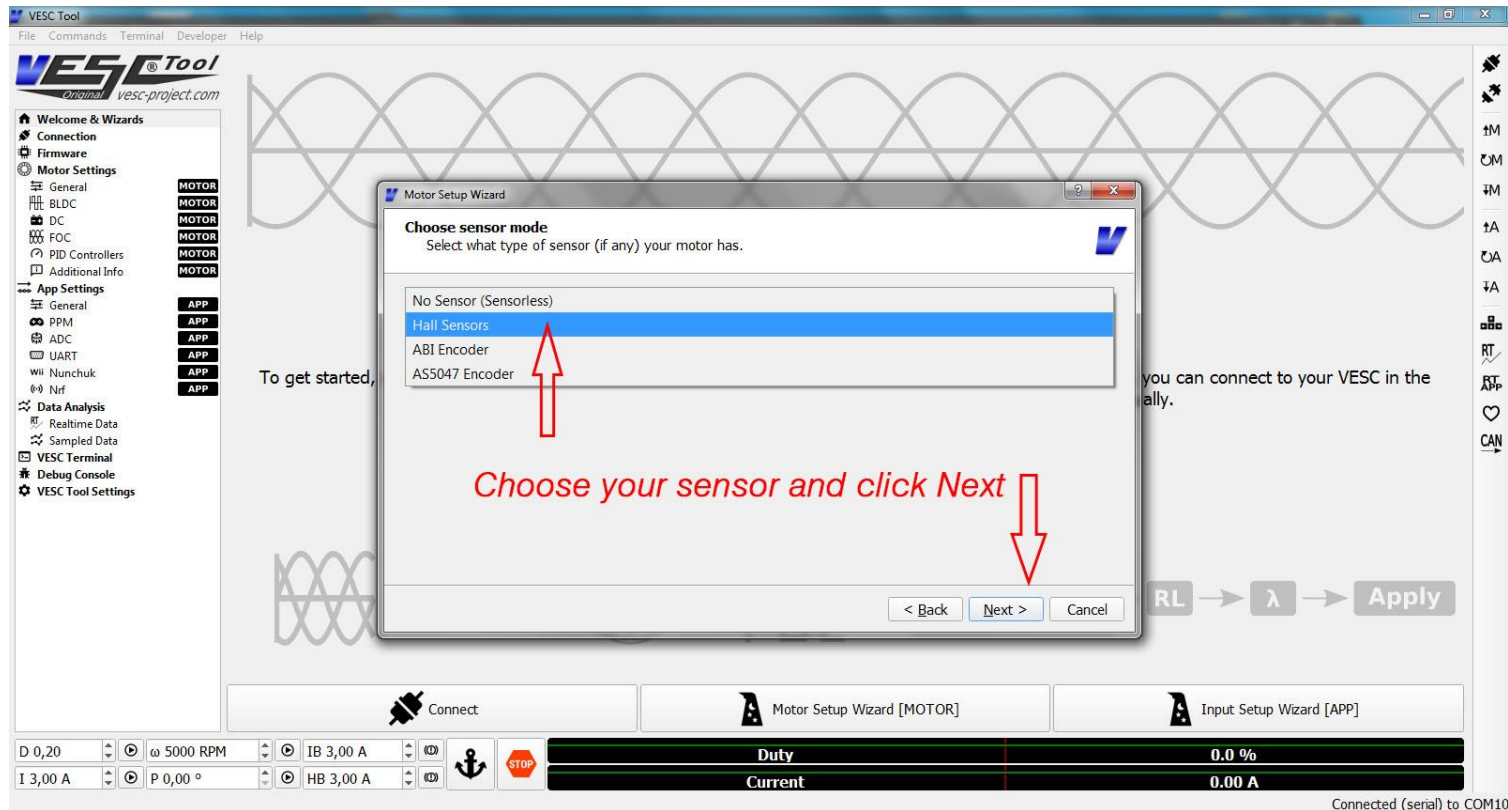 VESC Tool
File Commands Terminal Developer Help
VESC® Tool
Original vesc-project.com
Welcome & Wizards
Connection
Firmware
Motor Settings
General MOTOR
BLDC MOTOR
DC MOTOR
FOC MOTOR
PID Controllers MOTOR
Additional Info MOTOR
App Settings
General APP
PPM APP
ADC APP
UART APP
Wii Nunchuk APP
Nrf APP
Data Analysis
RT Realtime Data
Sampled Data
VESC Terminal
Debug Console
VESC Tool Settings
To get started,
you can connect to your VESC in the
ally.
Motor Setup Wizard
Choose sensor mode
Select what type of sensor (if any) your motor has.
No Sensor (Sensorless)
Hall Sensors
ABI Encoder
AS5047 Encoder
Choose your sensor and click Next
< Back Next > Cancel
RL λ Apply
Connect Motor Setup Wizard [MOTOR] Input Setup Wizard [APP]
D 0,20 ω 5000 RPM IB 3,00 A
I 3,00 A P 0,00 ° HB 3,00 A
STOP
Duty 0.0 %
Current 0.00 A
Connected (serial) to COM10
M
M
M
A
A
A
RT
RT
APP
CAN